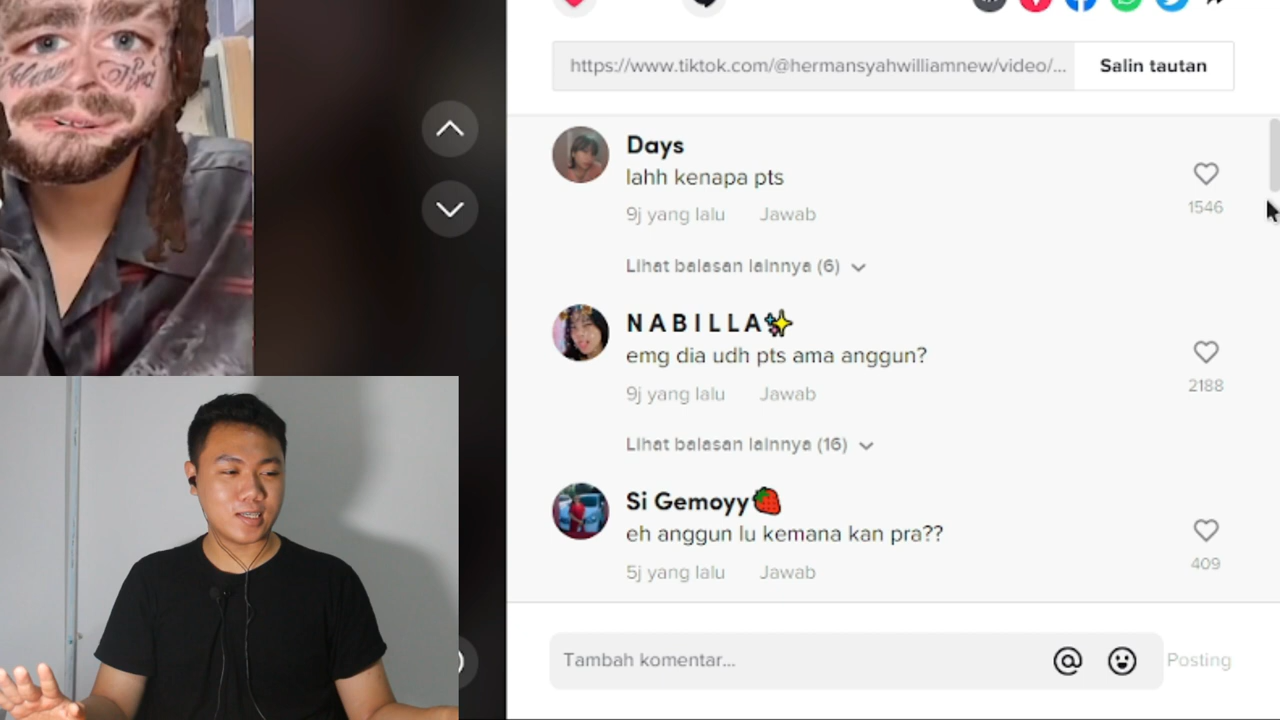 https://www.tiktok.com/@hermansyahwilliamnew/video/...
Salin tautan
Days
lahh kenapa pts
1546
9j yang lalu Jawab
Lihat balasan lainnya (6)
N A B I L L A✨
emg dia udh pts ama anggun?
2188
9j yang lalu Jawab
Lihat balasan lainnya (16)
Si Gemoyy🍓
eh anggun lu kemana kan pra??
409
5j yang lalu Jawab
Tambah komentar...
Posting